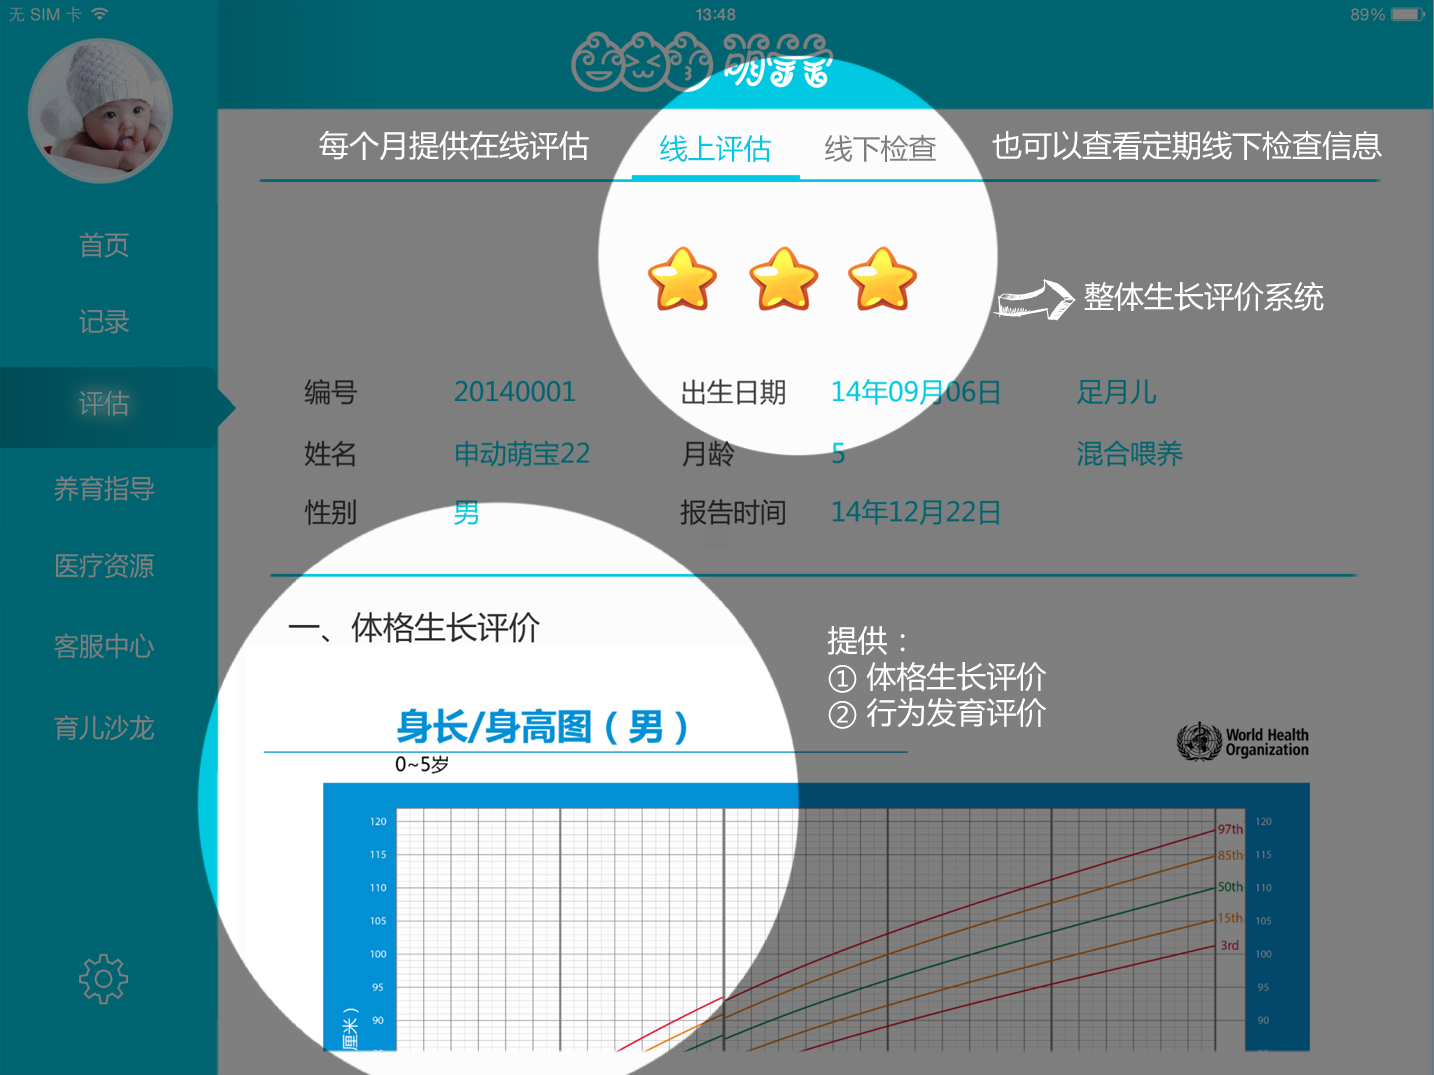 无 SIM 卡
13:48
89%
萌宝宝
每个月提供在线评估
线上评估
线下检查
也可以查看定期线下检查信息
首页
记录
评估
养育指导
医疗资源
客服中心
育儿沙龙
整体生长评价系统
编号 20140001 出生日期 14年09月06日 足月儿
姓名 申动萌宝22 月龄 5 混合喂养
性别 男 报告时间 14年12月22日
一、体格生长评价
提供：
① 体格生长评价
② 行为发育评价
身长/身高图（男）
0~5岁
World Health
Organization
120 97th 120
115 85th 115
110 50th 110
105 15th 105
100 3rd 100
95 95
90 90
厘米）